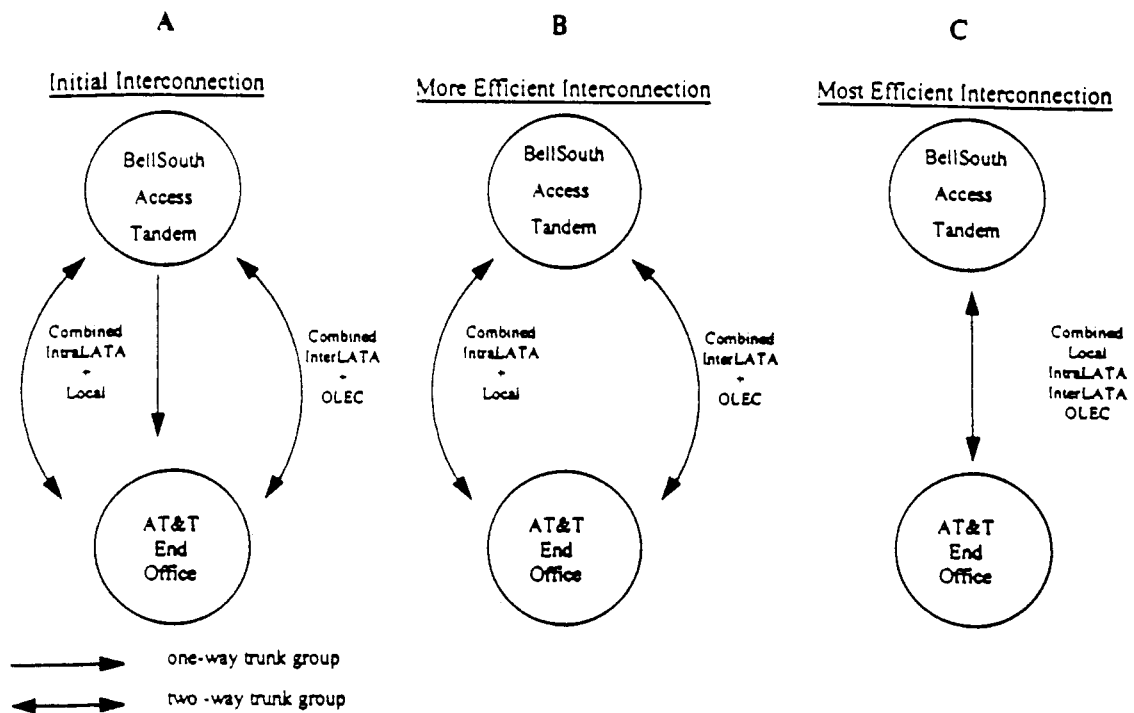 A
Initial Interconnection
BellSouth
Access
Tandem
Combined
IntraLATA
+
Local
Combined
InterLATA
+
OLEC
AT&T
End
Office
B
More Efficient Interconnection
BellSouth
Access
Tandem
Combined
IntraLATA
+
Local
Combined
InterLATA
+
OLEC
AT&T
End
Office
C
Most Efficient Interconnection
BellSouth
Access
Tandem
Combined
Local
IntraLATA
InterLATA
OLEC
AT&T
End
Office
one-way trunk group
two -way trunk group